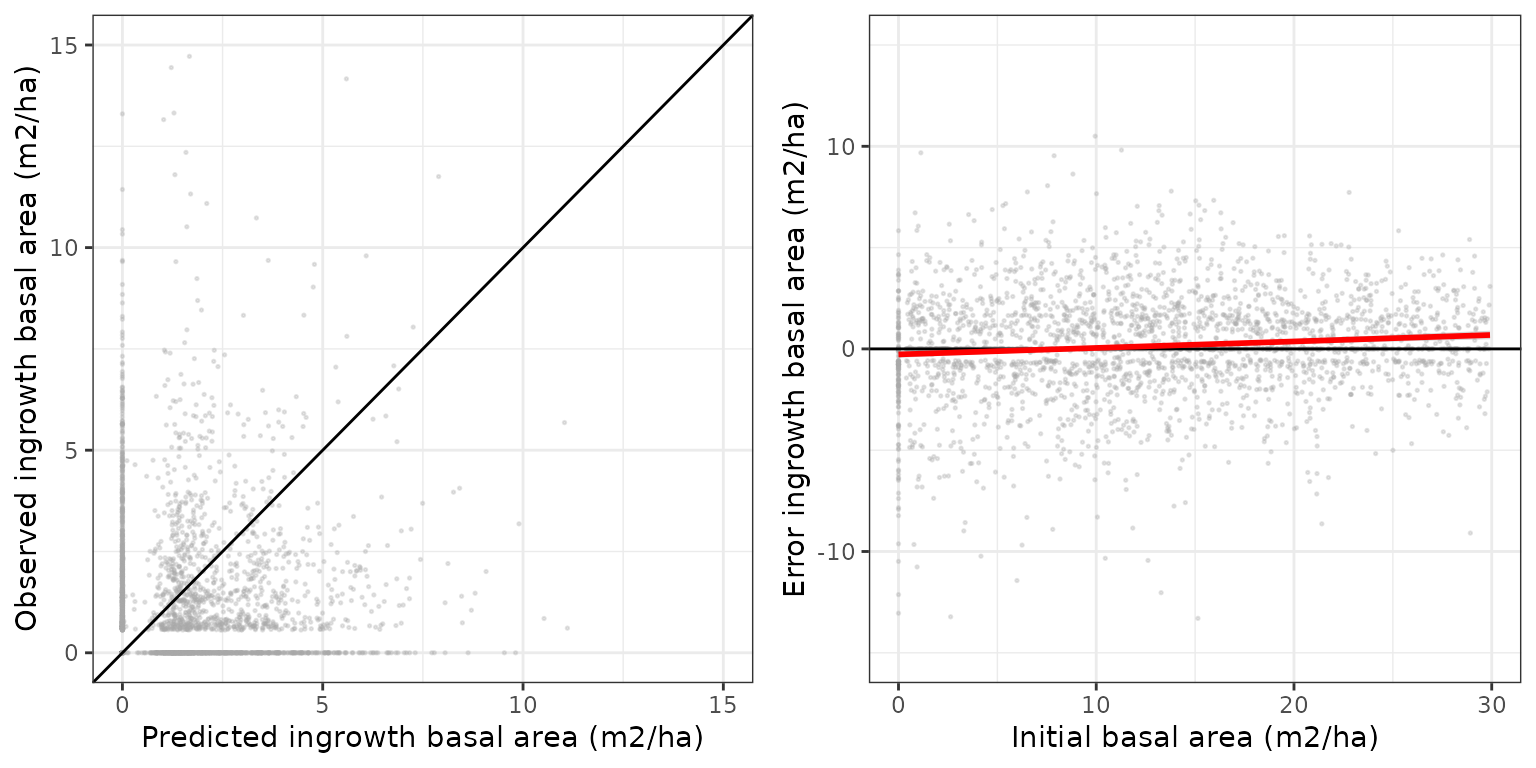 Observed ingrowth basal area (m2/ha)
15
10
5
0
0 5 10 15
Predicted ingrowth basal area (m2/ha)
Error ingrowth basal area (m2/ha)
10
0
-10
0 10 20 30
Initial basal area (m2/ha)